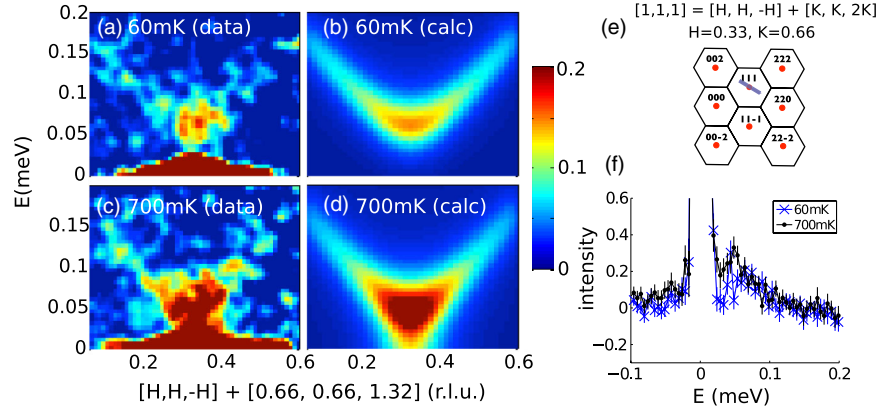 (a) 60mK (data)
(b) 60mK (calc)
(c) 700mK (data)
(d) 700mK (calc)
0.2
0.15
0.1
0.05
0
0.2
0.15
0.1
0.05
0
E(meV)
0.2 0.4 0.6
0.2 0.4 0.6
[H,H,-H] + [0.66, 0.66, 1.32] (r.l.u.)
0.2
0.1
0
[1,1,1] = [H, H, -H] + [K, K, 2K]
H=0.33, K=0.66
(e)
002
111
222
000
220
11-1
00-2
22-2
(f)
60mK
700mK
0.6
0.4
0.2
0
-0.2
intensity
-0.1 0 0.1 0.2
E (meV)